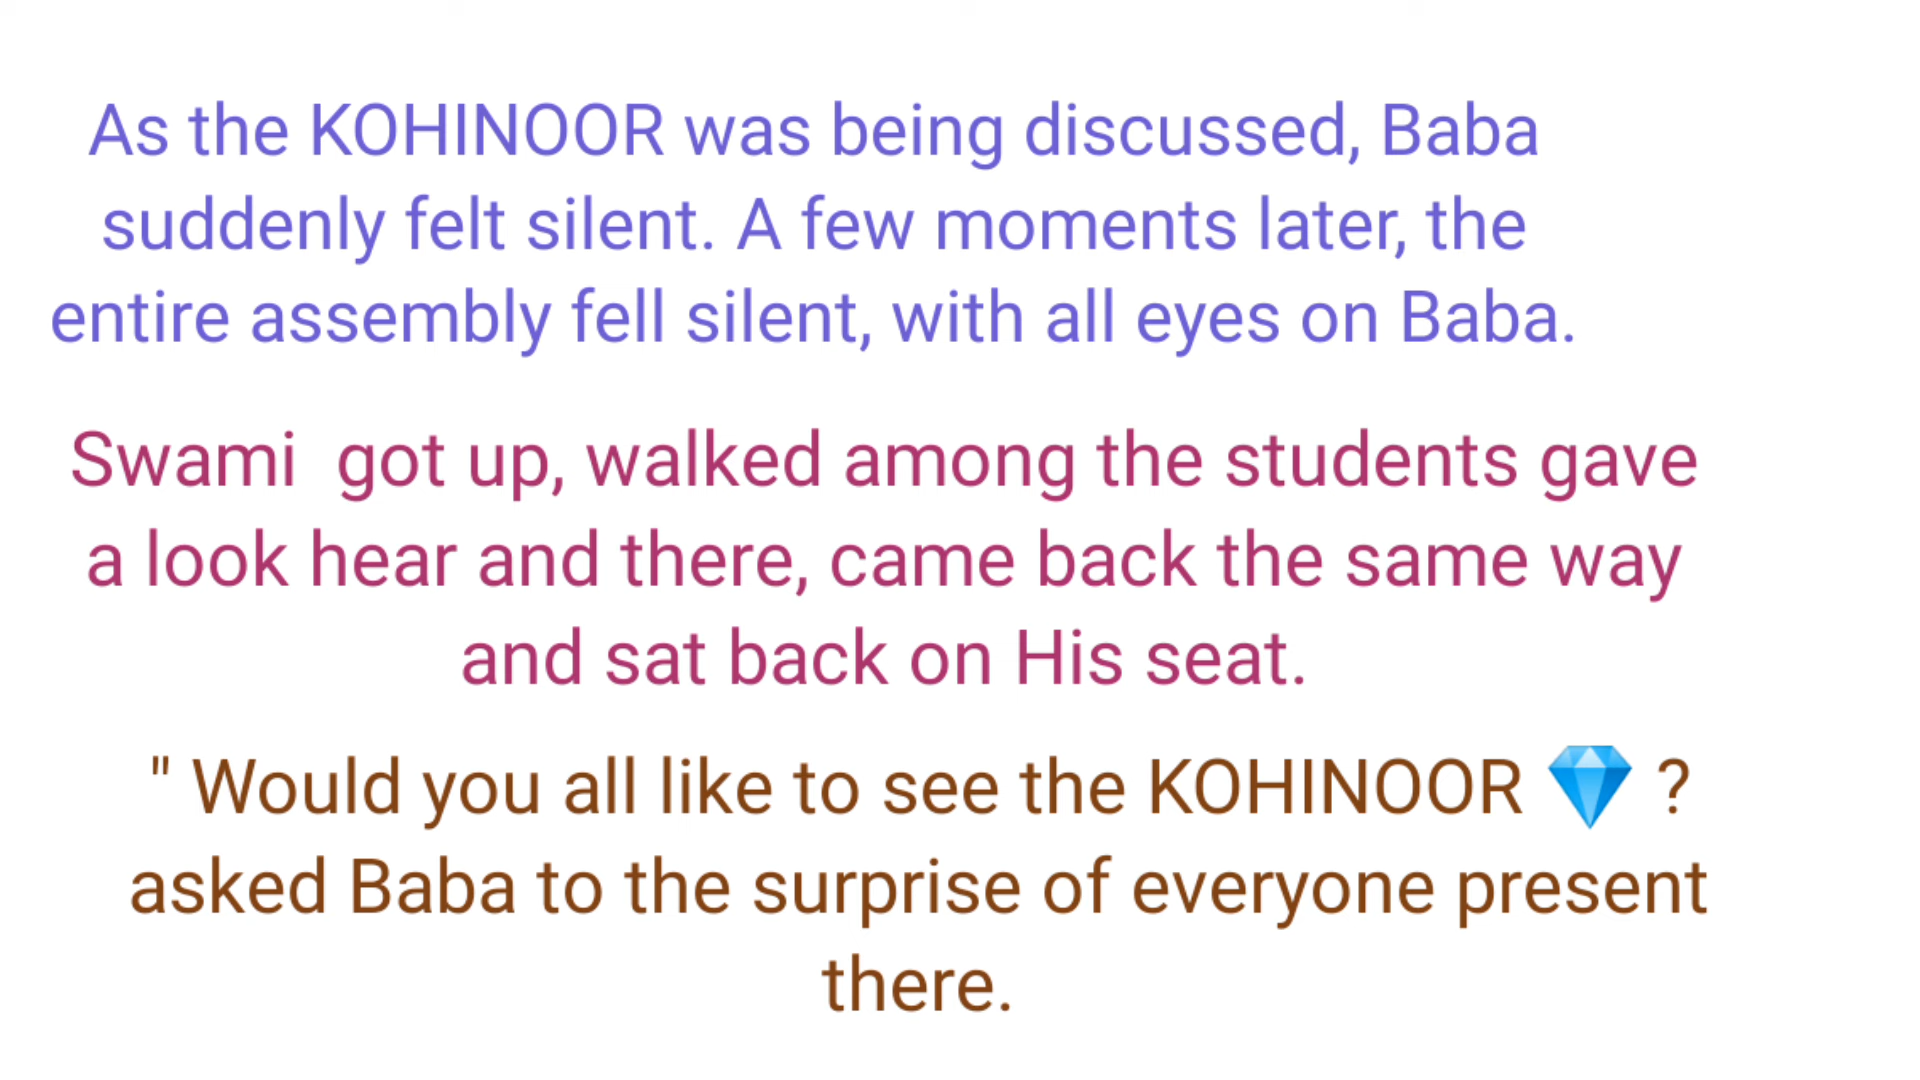 As the KOHINOOR was being discussed, Baba
suddenly felt silent. A few moments later, the
entire assembly fell silent, with all eyes on Baba.
Swami  got up, walked among the students gave
a look hear and there, came back the same way
and sat back on His seat.
" Would you all like to see the KOHINOOR 💎 ?
asked Baba to the surprise of everyone present
there.